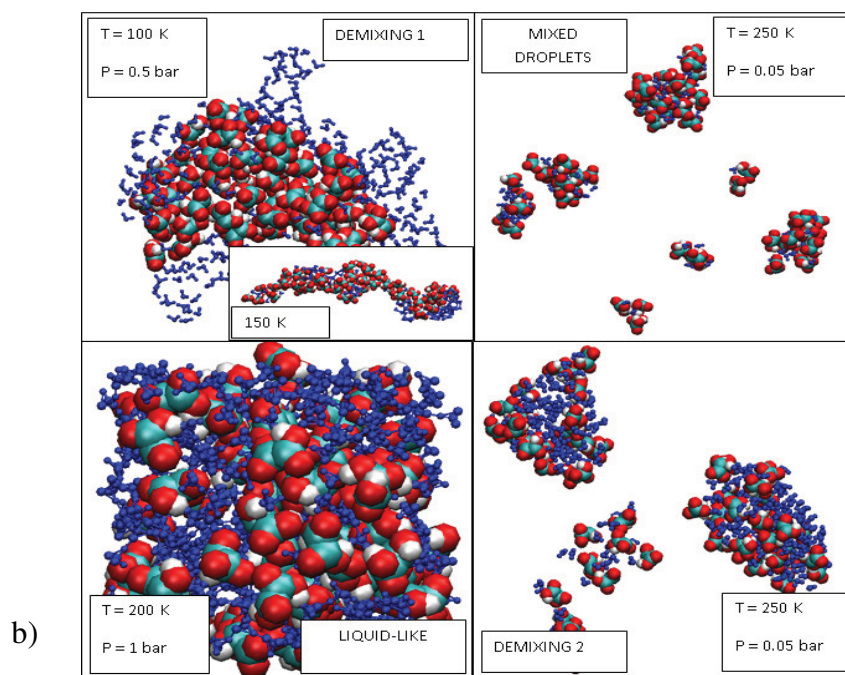 T = 100 K
P = 0.5 bar
DEMIXING 1
150 K
MIXED
DROPLETS
T = 250 K
P = 0.05 bar
T = 200 K
P = 1 bar
LIQUID-LIKE
DEMIXING 2
T = 250 K
P = 0.05 bar
b)